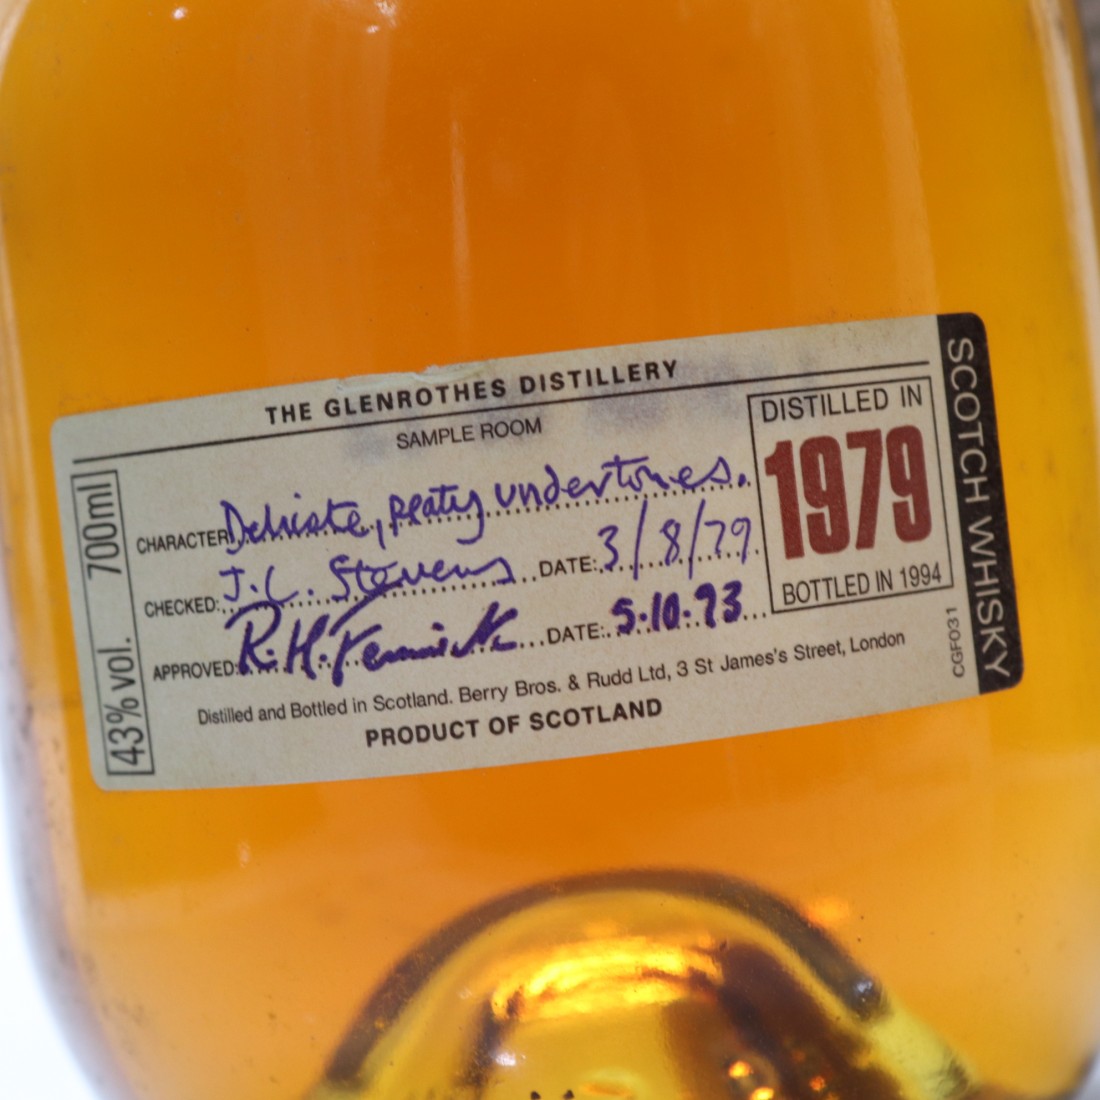 THE GLENROTHES DISTILLERY
SAMPLE ROOM
CHARACTER: Delicate, peaty undertones.
CHECKED: J.C. Stevens DATE: 3/8/79
APPROVED: R.H. Fenwick DATE: 5.10.93
Distilled and Bottled in Scotland. Berry Bros. & Rudd Ltd, 3 St James's Street, London
PRODUCT OF SCOTLAND
43% vol. 700ml
DISTILLED IN
1979
BOTTLED IN 1994
CGF031
SCOTCH WHISKY